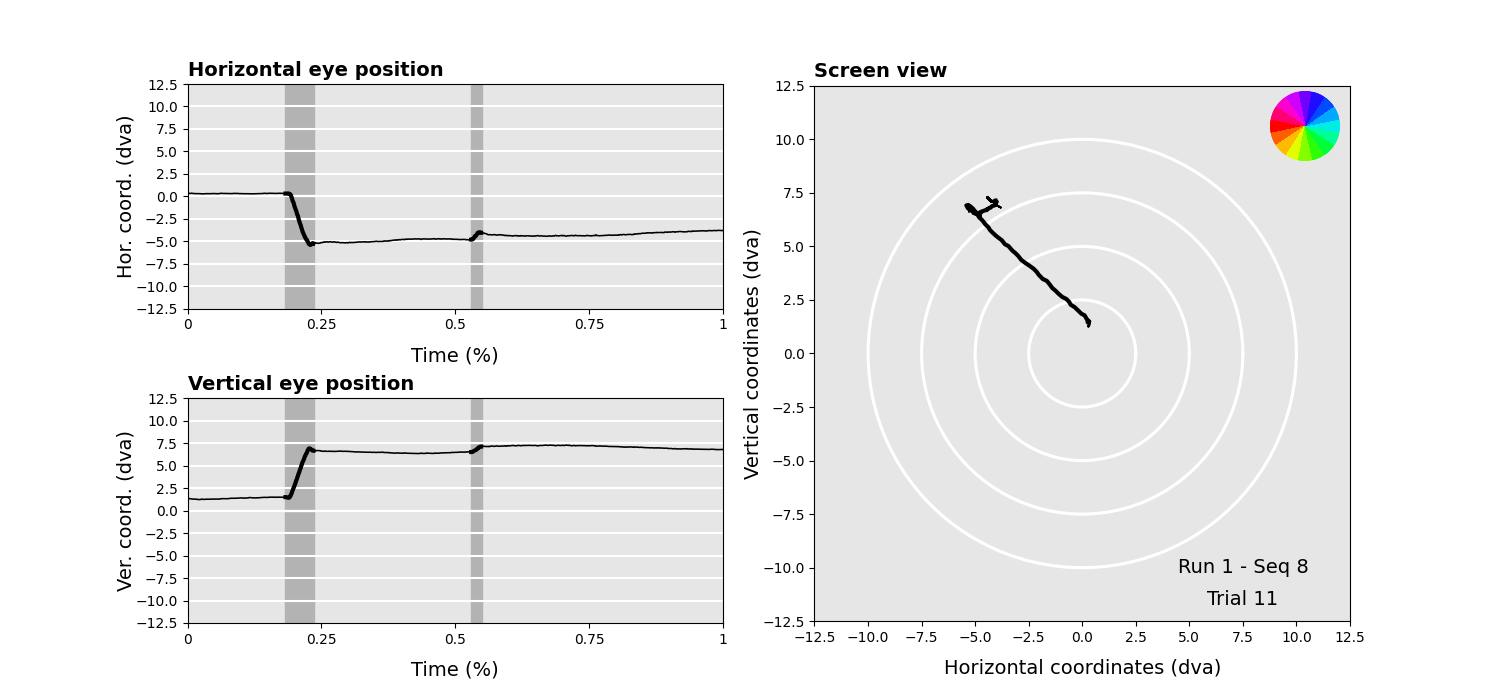 Horizontal eye position
Hor. coord. (dva)
12.5
10.0
7.5
5.0
2.5
0.0
−2.5
−5.0
−7.5
−10.0
−12.5
0 0.25 0.5 0.75 1
Time (%)
Vertical eye position
Ver. coord. (dva)
12.5
10.0
7.5
5.0
2.5
0.0
−2.5
−5.0
−7.5
−10.0
−12.5
0 0.25 0.5 0.75 1
Time (%)
Screen view
Vertical coordinates (dva)
12.5
10.0
7.5
5.0
2.5
0.0
−2.5
−5.0
−7.5
−10.0
−12.5
Run 1 - Seq 8
Trial 11
−12.5 −10.0 −7.5 −5.0 −2.5 0.0 2.5 5.0 7.5 10.0 12.5
Horizontal coordinates (dva)